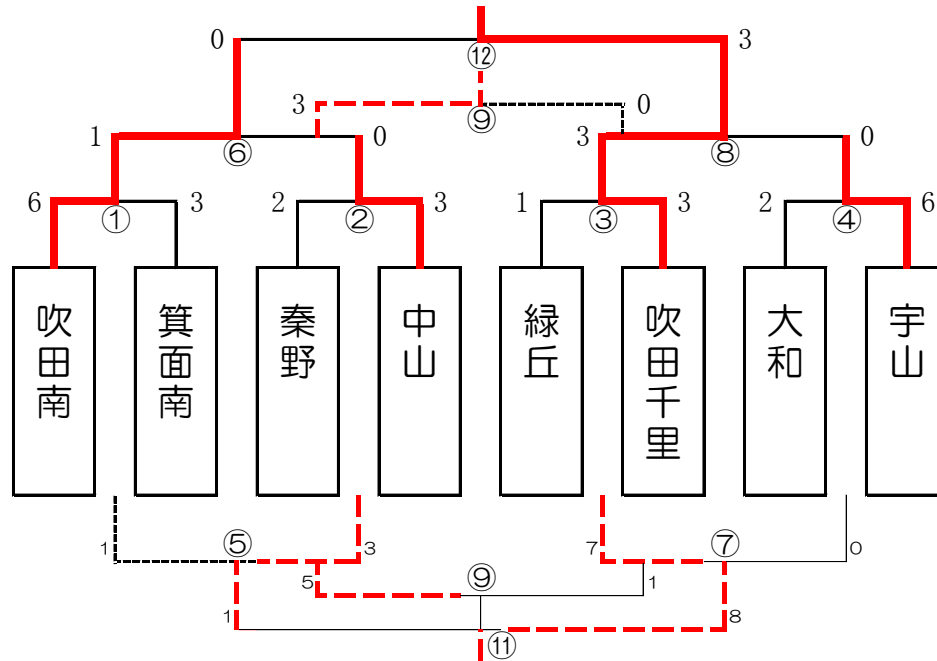 0 ⑫ 3
3 ⑨ 0
1 ⑥ 0 3 ⑧ 0
6 ① 3 2 ② 3 1 ③ 3 2 ④ 6
吹田南
箕面南
秦野
中山
緑丘
吹田千里
大和
宇山
1 ⑤ 3 7 ⑦ 0
5 ⑨ 1
1 ⑪ 8